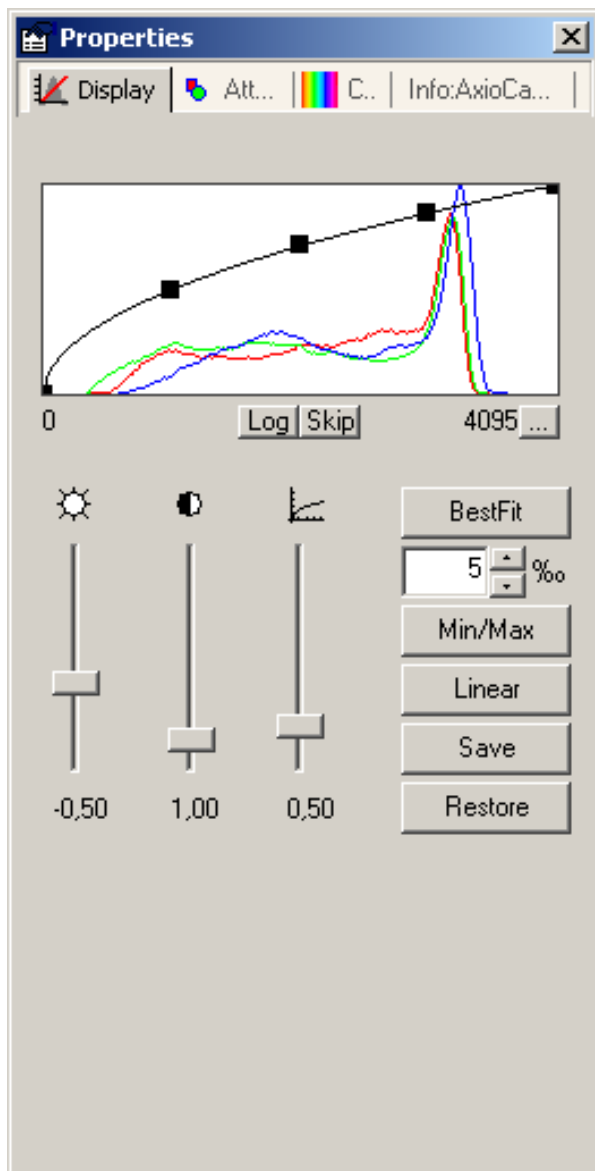 Properties
Display Att... C.. Info:AxioCa...
0 Log Skip 4095 ...
BestFit
5 ‰
Min/Max
Linear
Save
-0,50 1,00 0,50 Restore